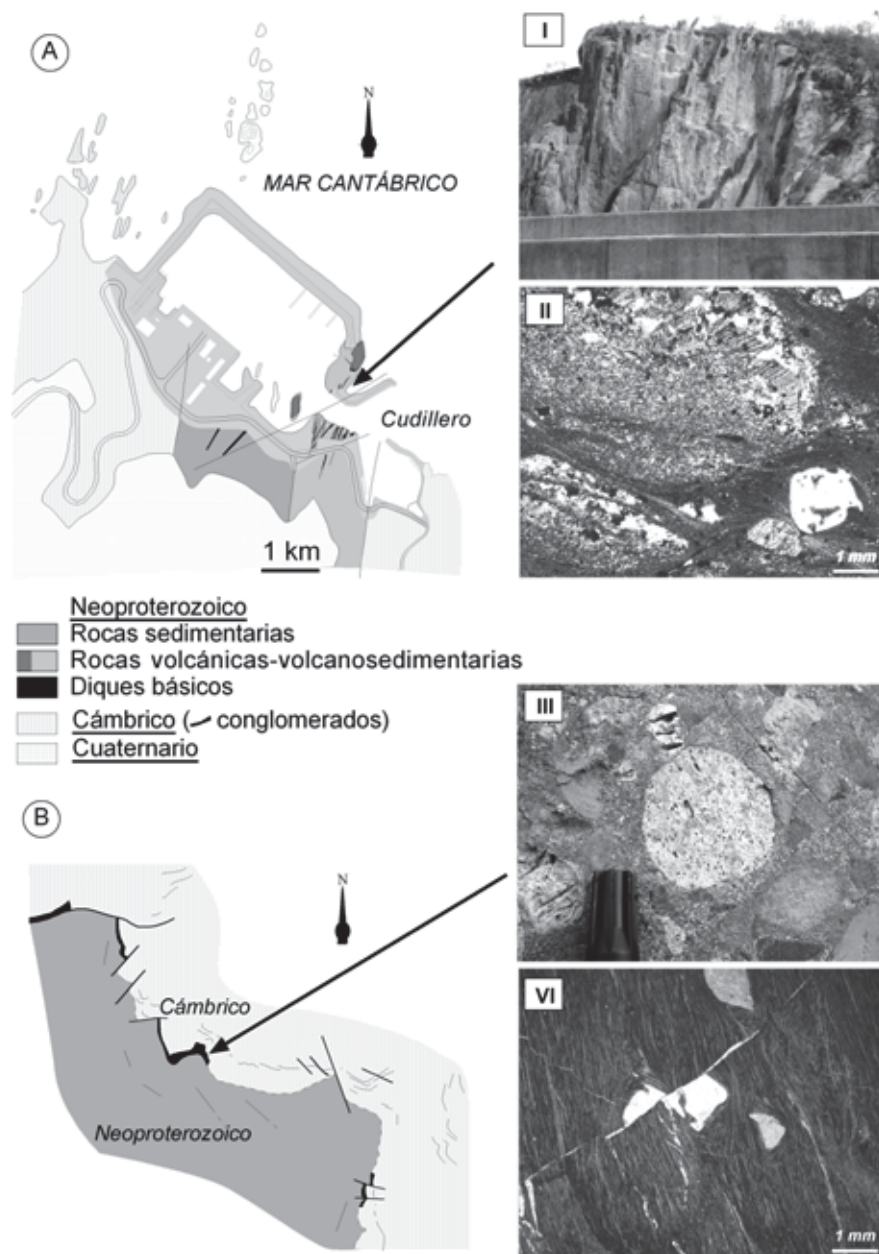 A
N
MAR CANTÁBRICO
Cudillero
1 km
I
II
1 mm
Neoproterozoico
Rocas sedimentarias
Rocas volcánicas-volcanosedimentarias
Diques básicos
Cámbrico ( conglomerados)
Cuaternario
B
N
Cámbrico
Neoproterozoico
III
VI
1 mm